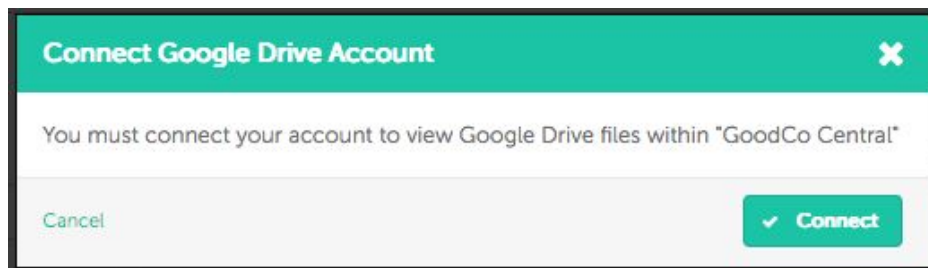 Connect Google Drive Account
You must connect your account to view Google Drive files within "GoodCo Central"
Cancel
Connect